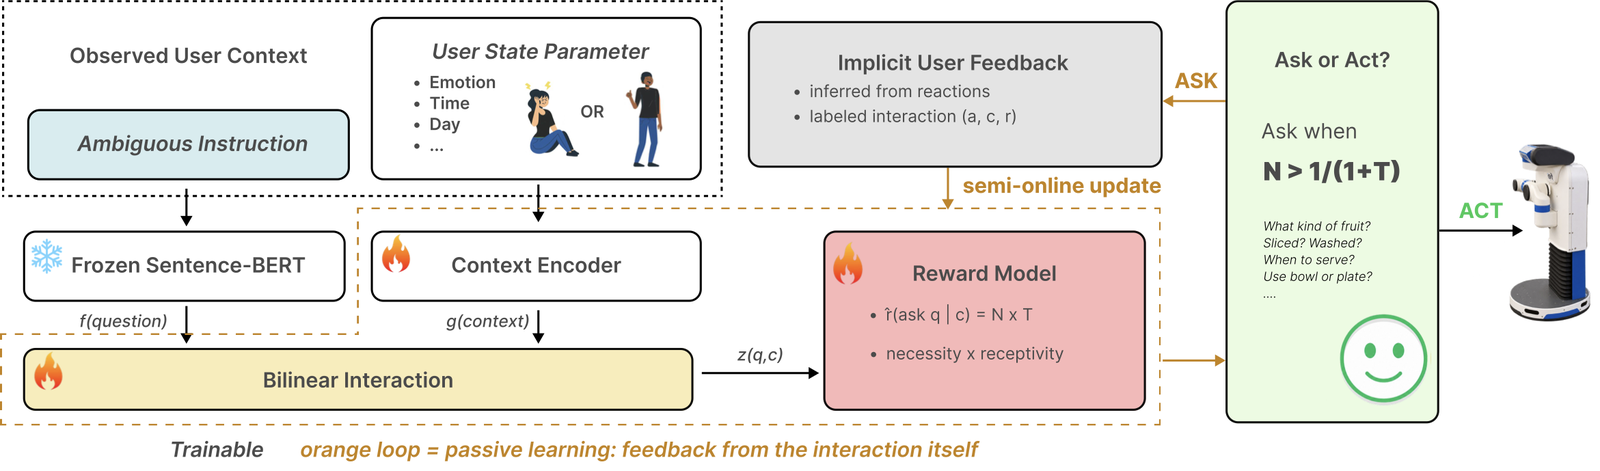 Observed User Context
Ambiguous Instruction
User State Parameter
• Emotion
• Time
• Day
• ...
OR
Implicit User Feedback
• inferred from reactions
• labeled interaction (a, c, r)
ASK
semi-online update
Ask or Act?
Ask when
N > 1/(1+T)
What kind of fruit?
Sliced? Washed?
When to serve?
Use bowl or plate?
....
ACT
Frozen Sentence-BERT
Context Encoder
f(question)
g(context)
Bilinear Interaction
z(q,c)
Reward Model
• r̂(ask q | c) = N x T
• necessity x receptivity
Trainable
orange loop = passive learning: feedback from the interaction itself